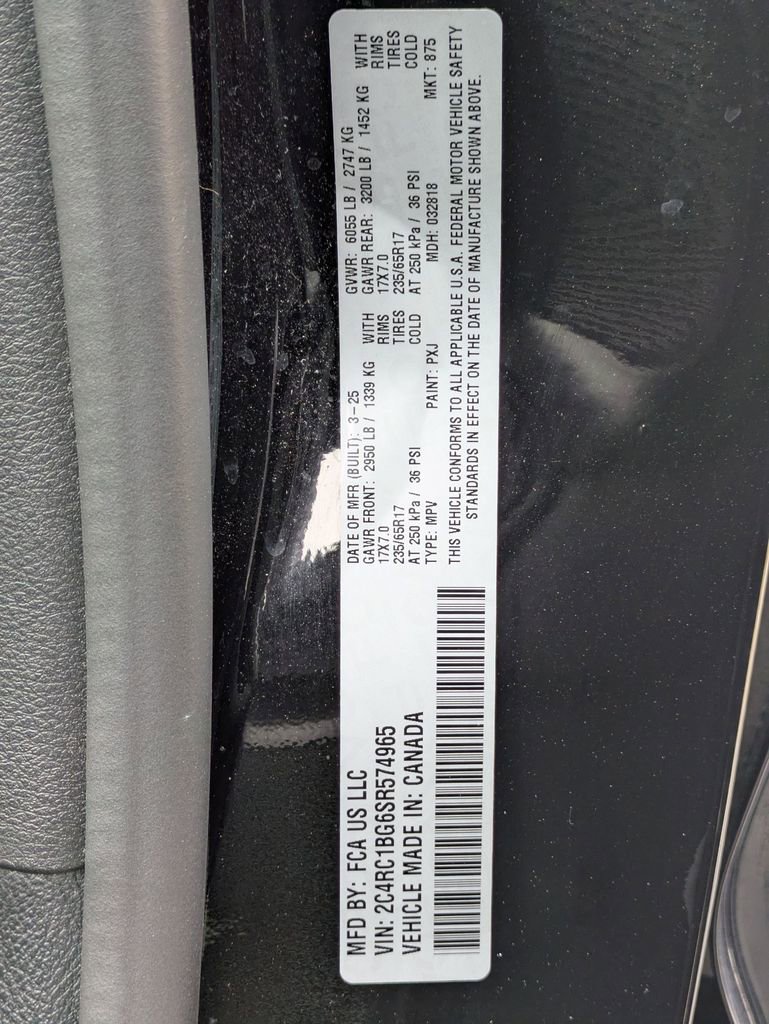 MFD BY: FCA US LLC
VIN: 2C4RC1BG6SR574965
VEHICLE MADE IN: CANADA
DATE OF MFR (BUILT): 3-25 GVWR: 6055 LB / 2747 KG
GAWR FRONT: 2950 LB / 1339 KG WITH GAWR REAR: 3200 LB / 1452 KG WITH
17X7.0 RIMS 17X7.0 RIMS
235/65R17 TIRES 235/65R17 TIRES
AT 250 kPa / 36 PSI COLD AT 250 kPa / 36 PSI COLD
TYPE: MPV PAINT: PXJ MDH: 032818 MKT: 875
THIS VEHICLE CONFORMS TO ALL APPLICABLE U.S.A. FEDERAL MOTOR VEHICLE SAFETY
STANDARDS IN EFFECT ON THE DATE OF MANUFACTURE SHOWN ABOVE.